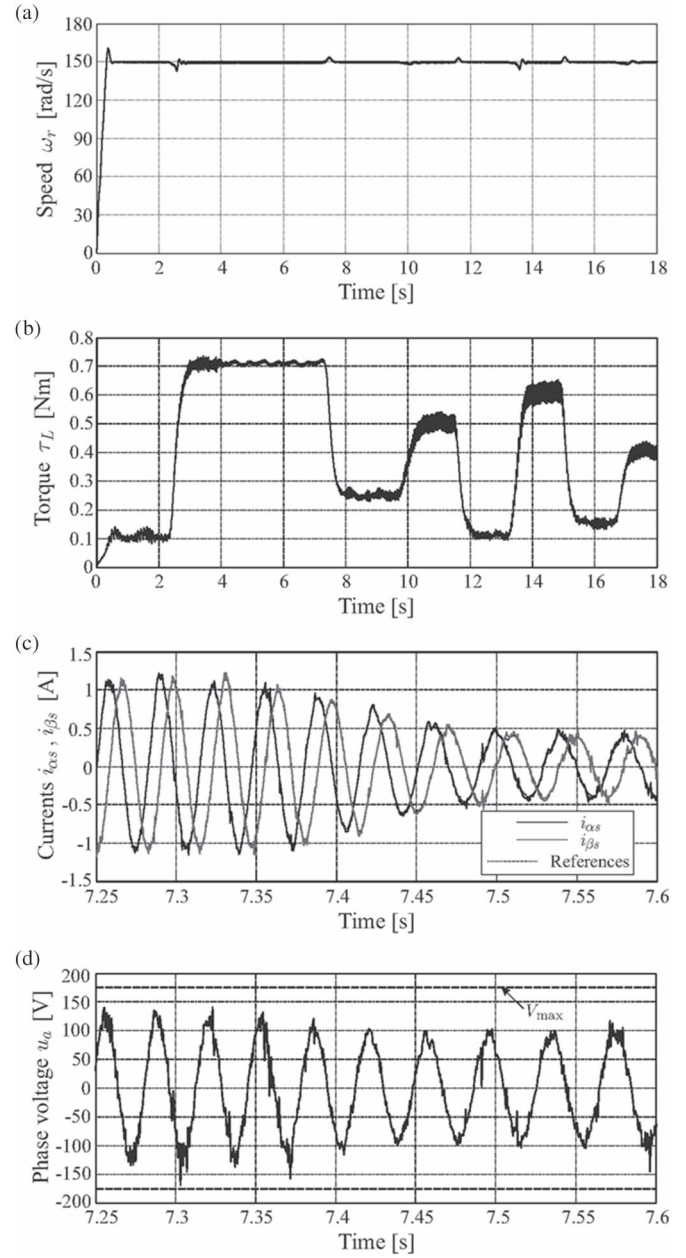 (a)
180
150
120
90
60
30
0
Speed ωr [rad/s]
0 2 4 6 8 10 12 14 16 18
Time [s]
(b)
0.8
0.7
0.6
0.5
0.4
0.3
0.2
0.1
0
Torque τL [Nm]
0 2 4 6 8 10 12 14 16 18
Time [s]
(c)
1.5
1
0.5
0
-0.5
-1
-1.5
Currents iαs, iβs [A]
iαs
iβs
References
7.25 7.3 7.35 7.4 7.45 7.5 7.55 7.6
Time [s]
(d)
200
150
100
50
0
-50
-100
-150
-200
Phase voltage ua [V]
Vmax
7.25 7.3 7.35 7.4 7.45 7.5 7.55 7.6
Time [s]